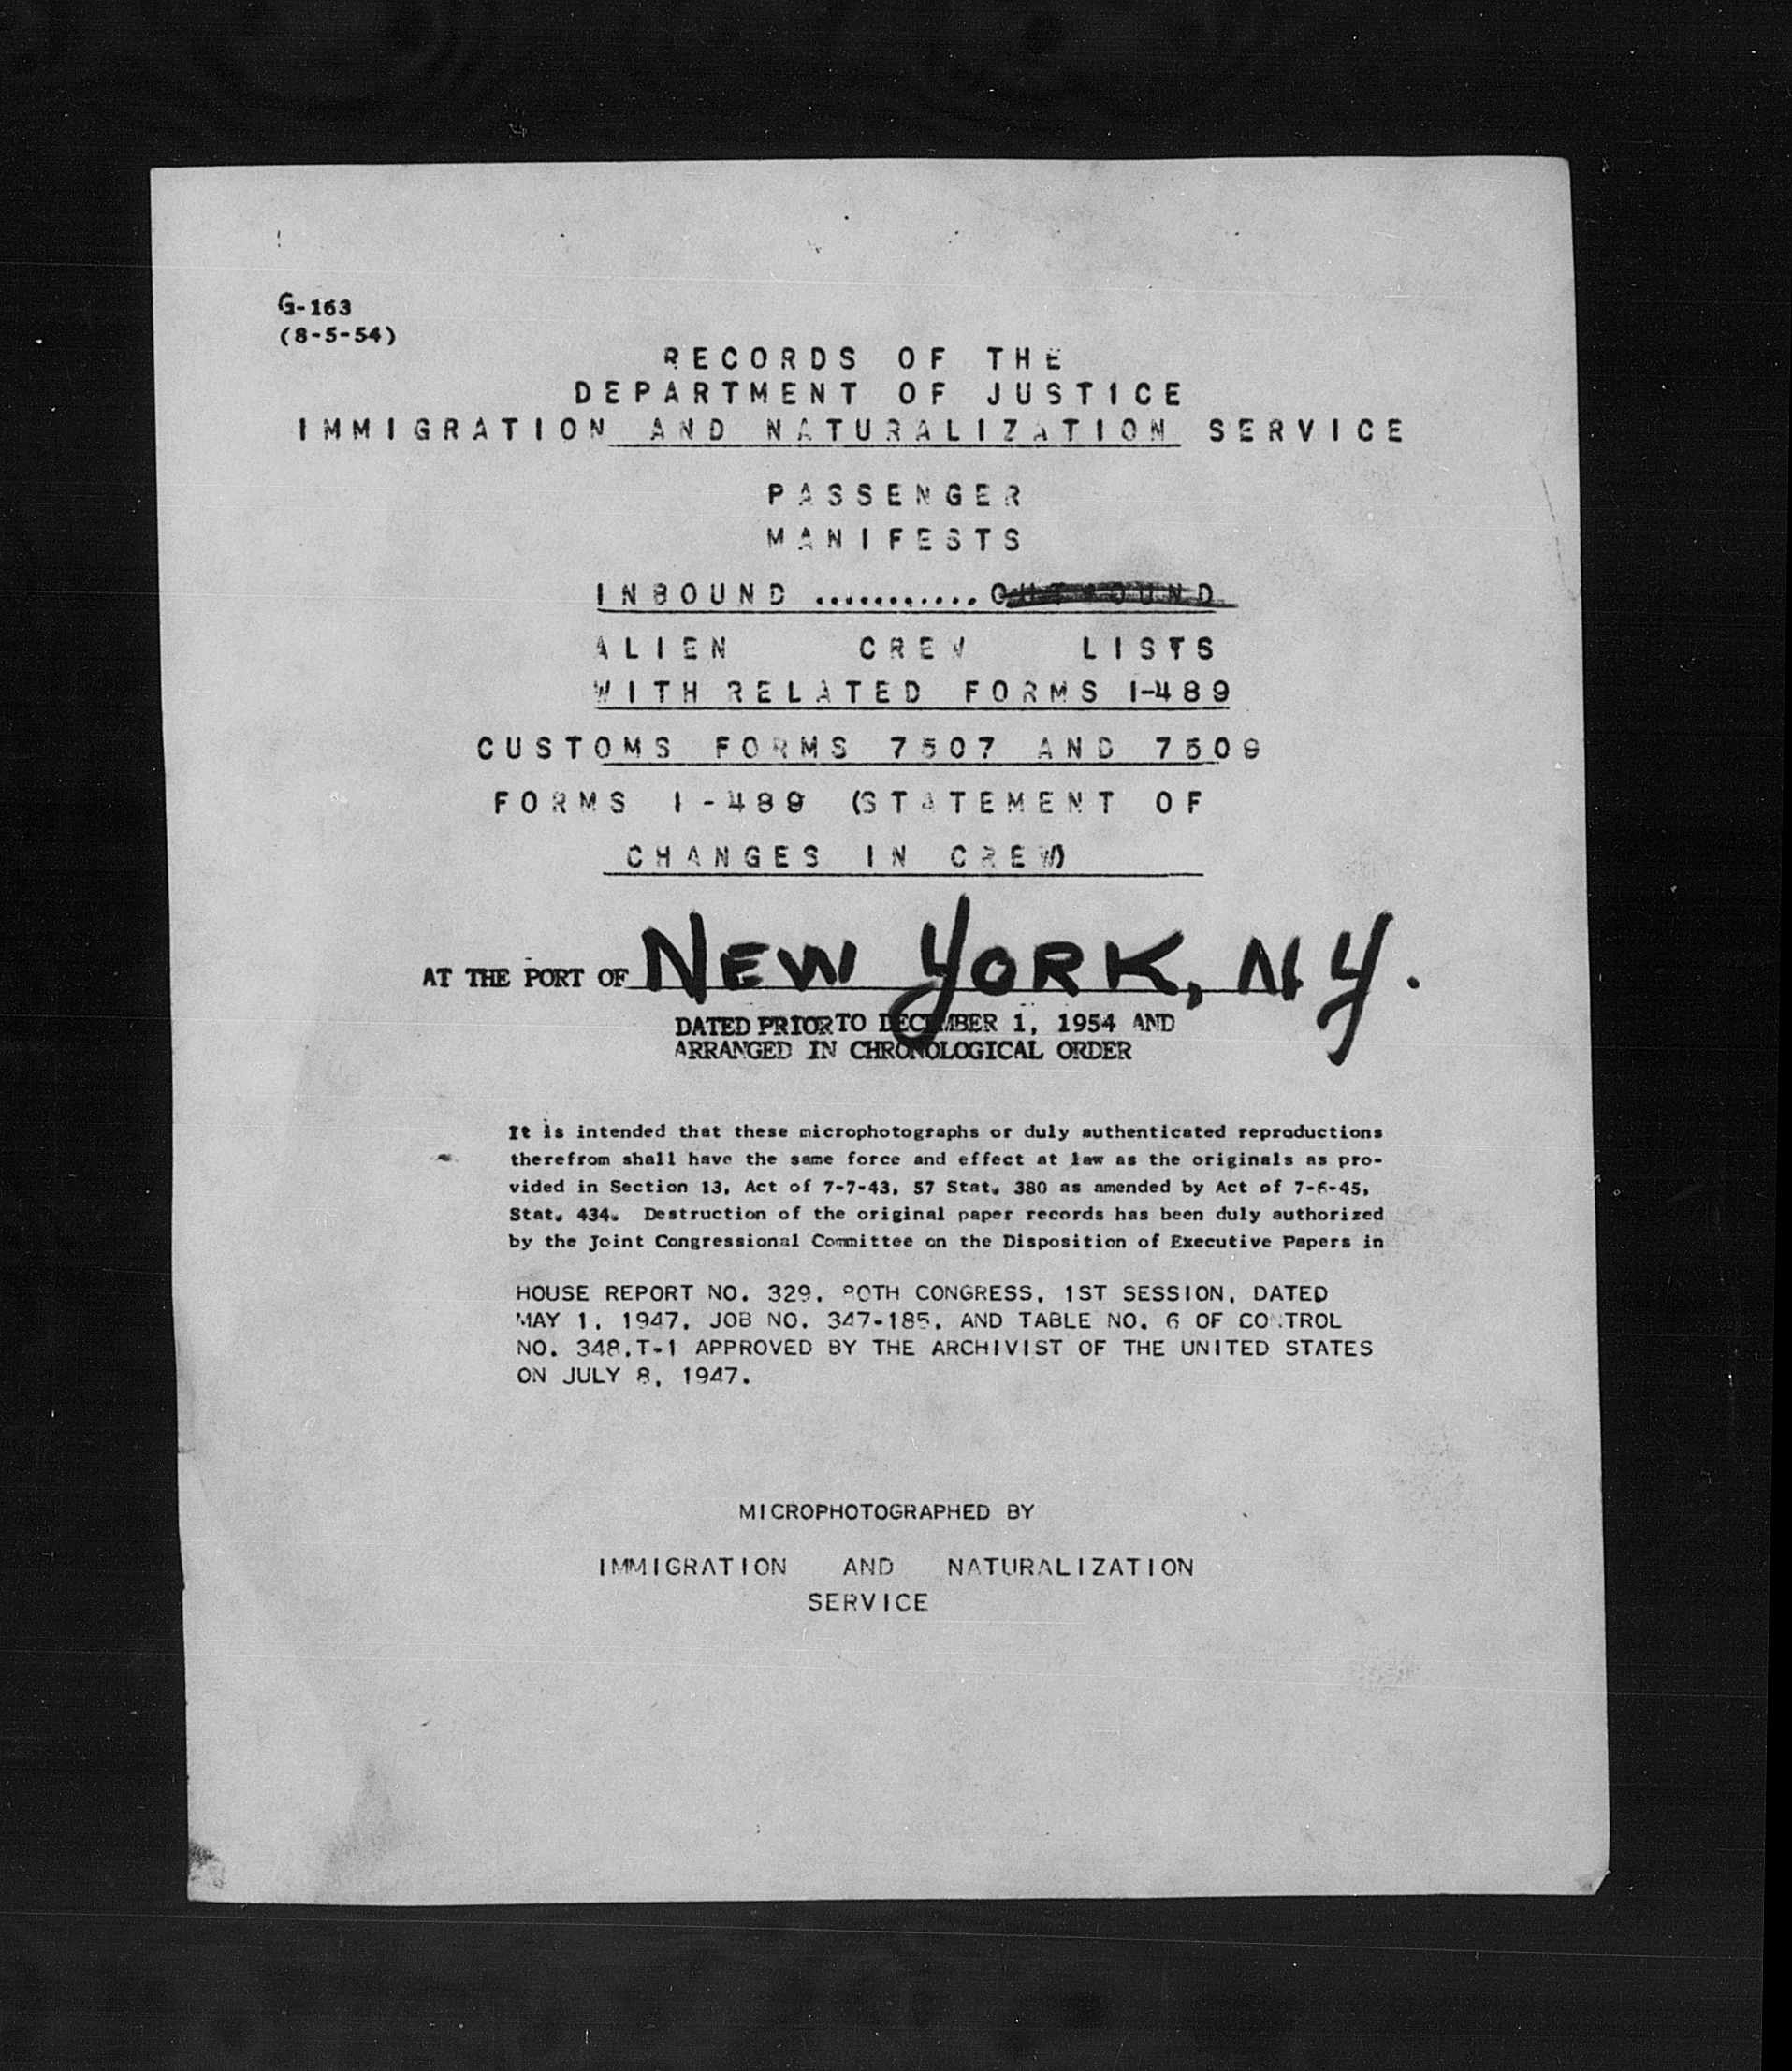 G-163
(8-5-54)
RECORDS OF THE
DEPARTMENT OF JUSTICE
IMMIGRATION AND NATURALIZATION SERVICE
PASSENGER
MANIFESTS
INBOUND ........... OUTBOUND
ALIEN CREW LISTS
WITH RELATED FORMS I-489
CUSTOMS FORMS 7507 AND 7509
FORMS I-489 (STATEMENT OF
CHANGES IN CREW)
AT THE PORT OF NEW YORK, N.Y.
DATED PRIOR TO DECEMBER 1, 1954 AND
ARRANGED IN CHRONOLOGICAL ORDER
It is intended that these microphotographs or duly authenticated reproductions
therefrom shall have the same force and effect at law as the originals as pro-
vided in Section 13, Act of 7-7-43, 57 Stat. 380 as amended by Act of 7-6-45,
Stat. 434. Destruction of the original paper records has been duly authorized
by the Joint Congressional Committee on the Disposition of Executive Papers in
HOUSE REPORT NO. 329, 80TH CONGRESS, 1ST SESSION, DATED
MAY 1, 1947, JOB NO. 347-185, AND TABLE NO. 6 OF CONTROL
NO. 348,T-1 APPROVED BY THE ARCHIVIST OF THE UNITED STATES
ON JULY 8, 1947.
MICROPHOTOGRAPHED BY
IMMIGRATION AND NATURALIZATION
SERVICE